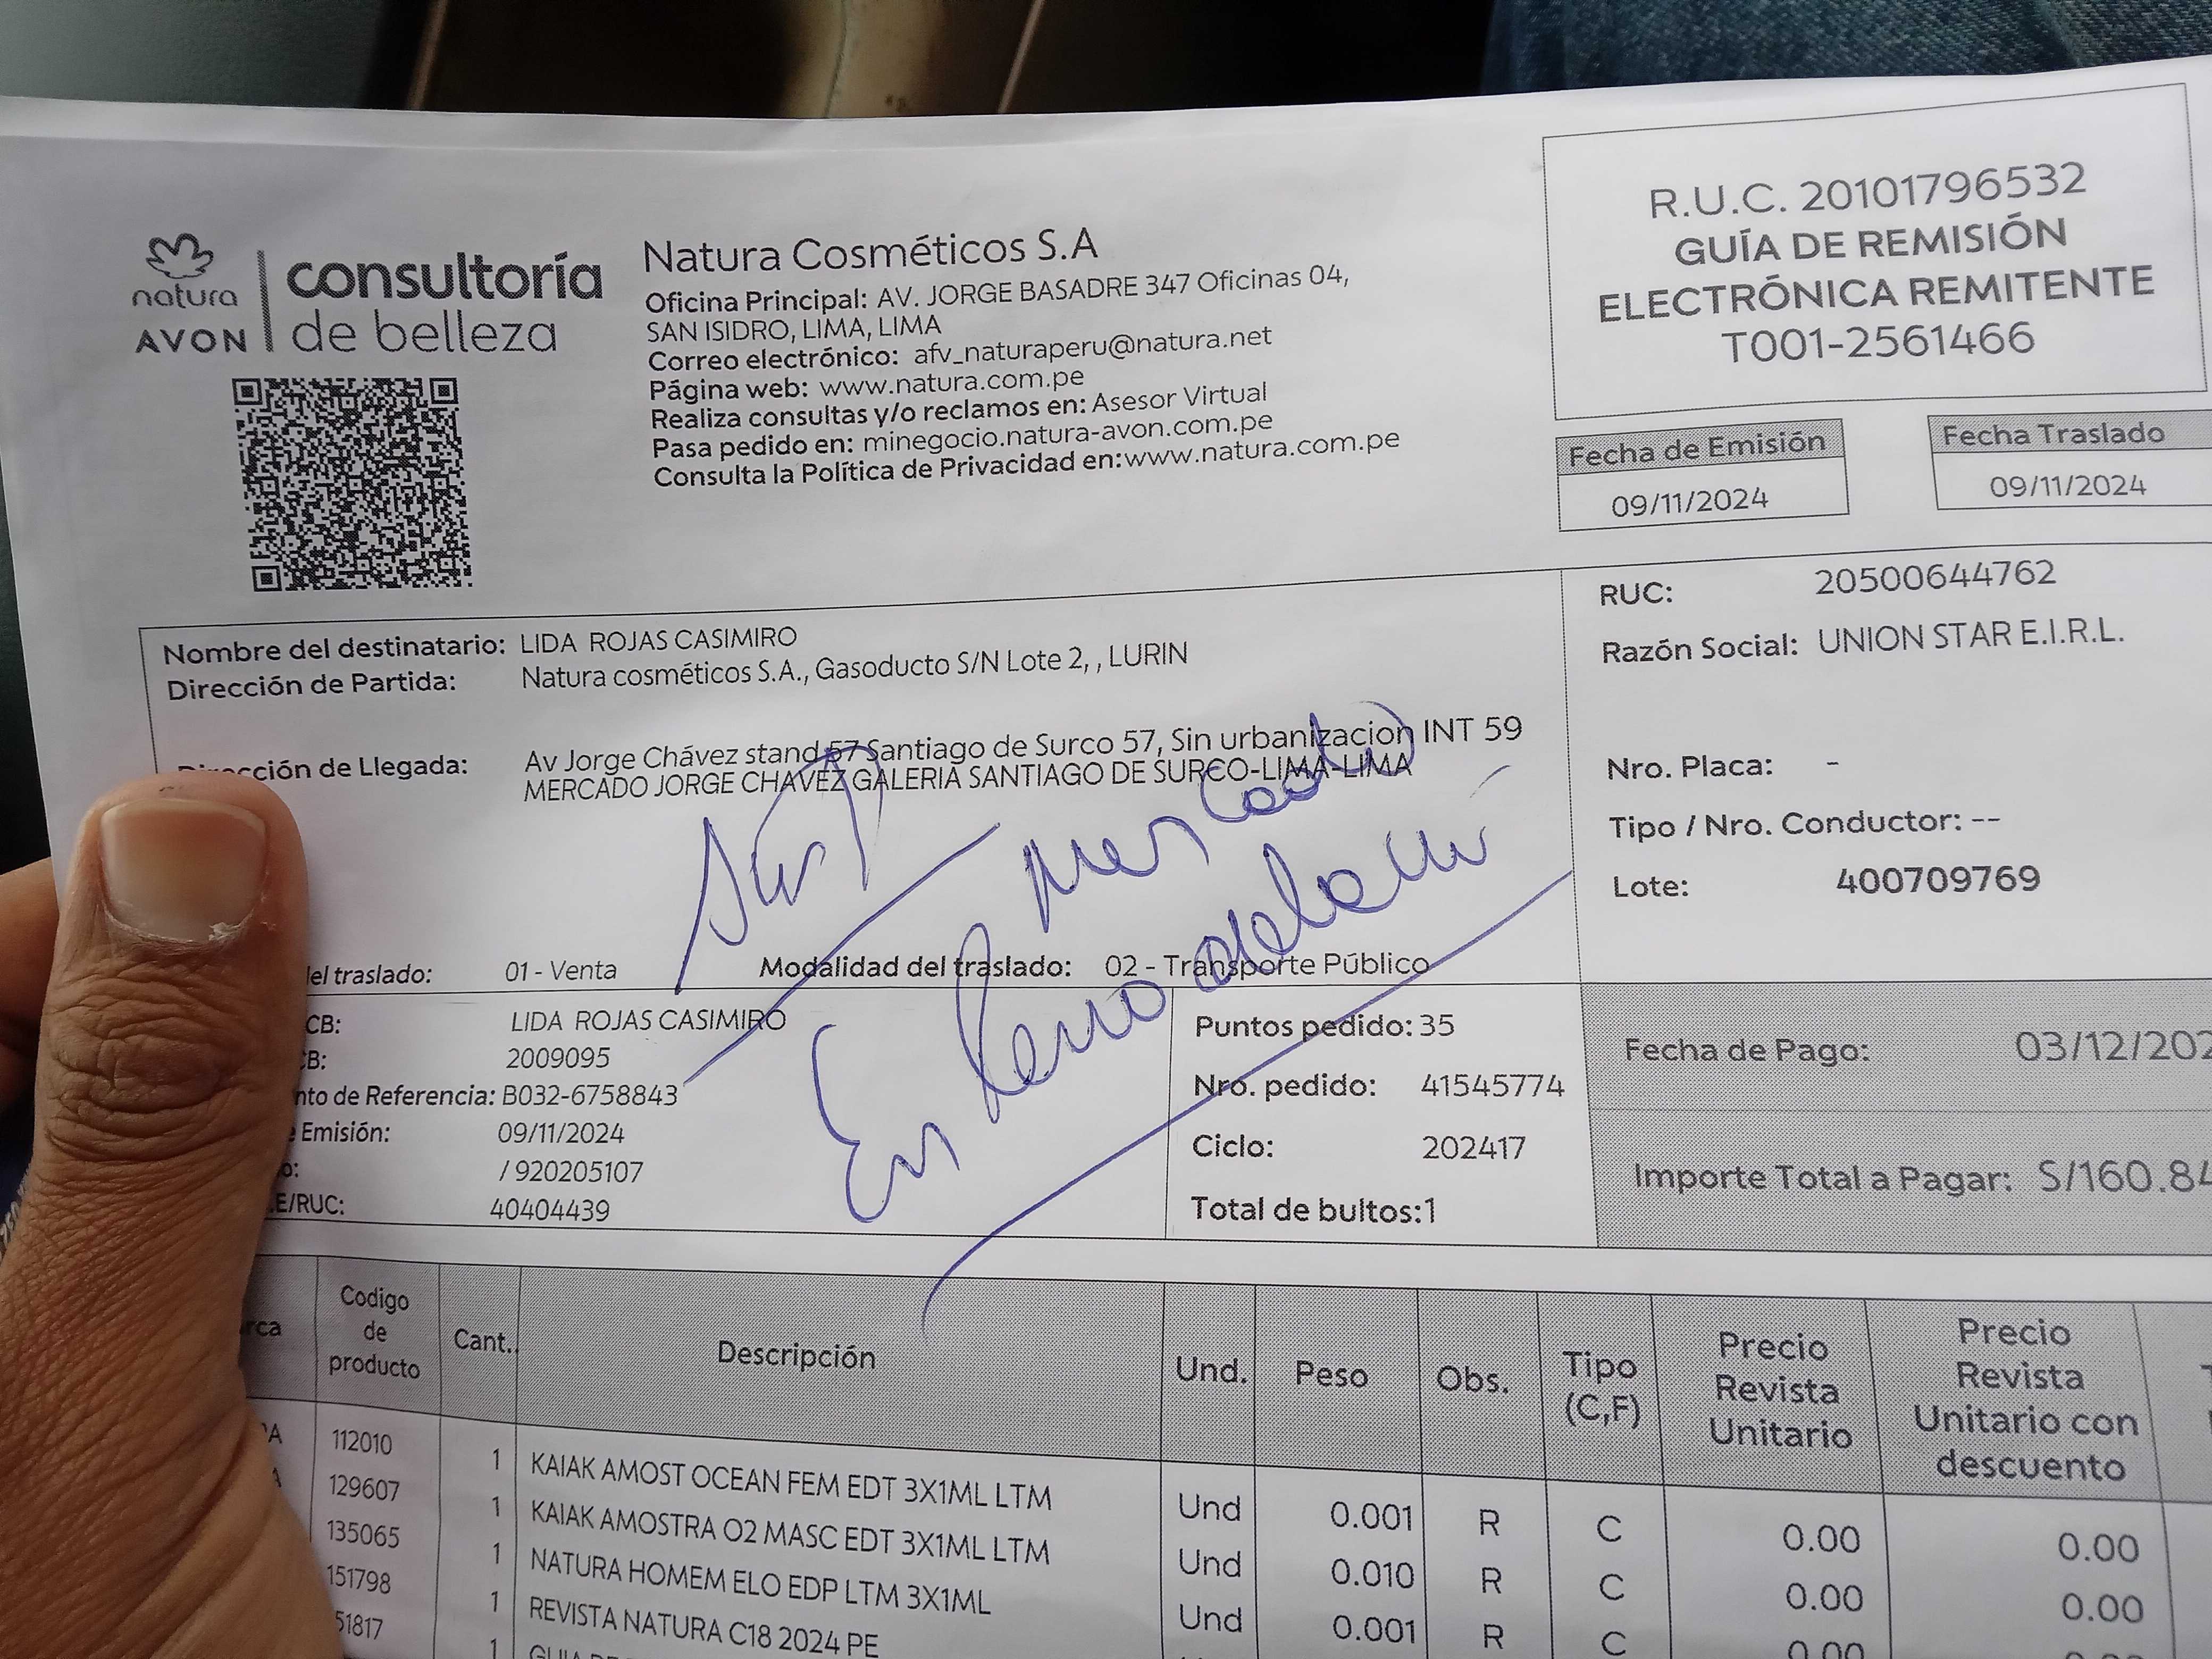 natura
AVON
consultoría
de belleza
Natura Cosméticos S.A
Oficina Principal: AV. JORGE BASADRE 347 Oficinas 04,
SAN ISIDRO, LIMA, LIMA
Correo electrónico: afv_naturaperu@natura.net
Página web: www.natura.com.pe
Realiza consultas y/o reclamos en: Asesor Virtual
Pasa pedido en: minegocio.natura-avon.com.pe
Consulta la Política de Privacidad en:www.natura.com.pe
R.U.C. 20101796532
GUÍA DE REMISIÓN
ELECTRÓNICA REMITENTE
T001-2561466
Fecha de Emisión
09/11/2024
Fecha Traslado
09/11/2024
Nombre del destinatario: LIDA ROJAS CASIMIRO
Dirección de Partida: Natura cosméticos S.A., Gasoducto S/N Lote 2, , LURIN
Dirección de Llegada: Av Jorge Chávez stand 57 Santiago de Surco 57, Sin urbanizacion INT 59
MERCADO JORGE CHAVEZ GALERIA SANTIAGO DE SURCO-LIMA-LIMA
RUC: 20500644762
Razón Social: UNION STAR E.I.R.L.
Nro. Placa: -
Tipo / Nro. Conductor: --
Lote: 400709769
mercado
En
del traslado: 01 - Venta Modalidad del traslado: 02 - Transporte Público
CB: LIDA ROJAS CASIMIRO
CB: 2009095
nto de Referencia: B032-6758843
e Emisión: 09/11/2024
o: / 920205107
E/RUC: 40404439
Puntos pedido: 35
Nro. pedido: 41545774
Ciclo: 202417
Total de bultos:1
Fecha de Pago: 03/12/202
Importe Total a Pagar: S/160.84
rca Codigo de producto Cant.. Descripción Und. Peso Obs. Tipo (C,F) Precio Revista Unitario Precio Revista Unitario con descuento
A 112010 1 KAIAK AMOST OCEAN FEM EDT 3X1ML LTM Und 0.001 R C 0.00 0.00
A 129607 1 KAIAK AMOSTRA O2 MASC EDT 3X1ML LTM Und 0.010 R C 0.00 0.00
135065 1 NATURA HOMEM ELO EDP LTM 3X1ML Und 0.001 R C 0.00
151798 1 REVISTA NATURA C18 2024 PE
51817 1